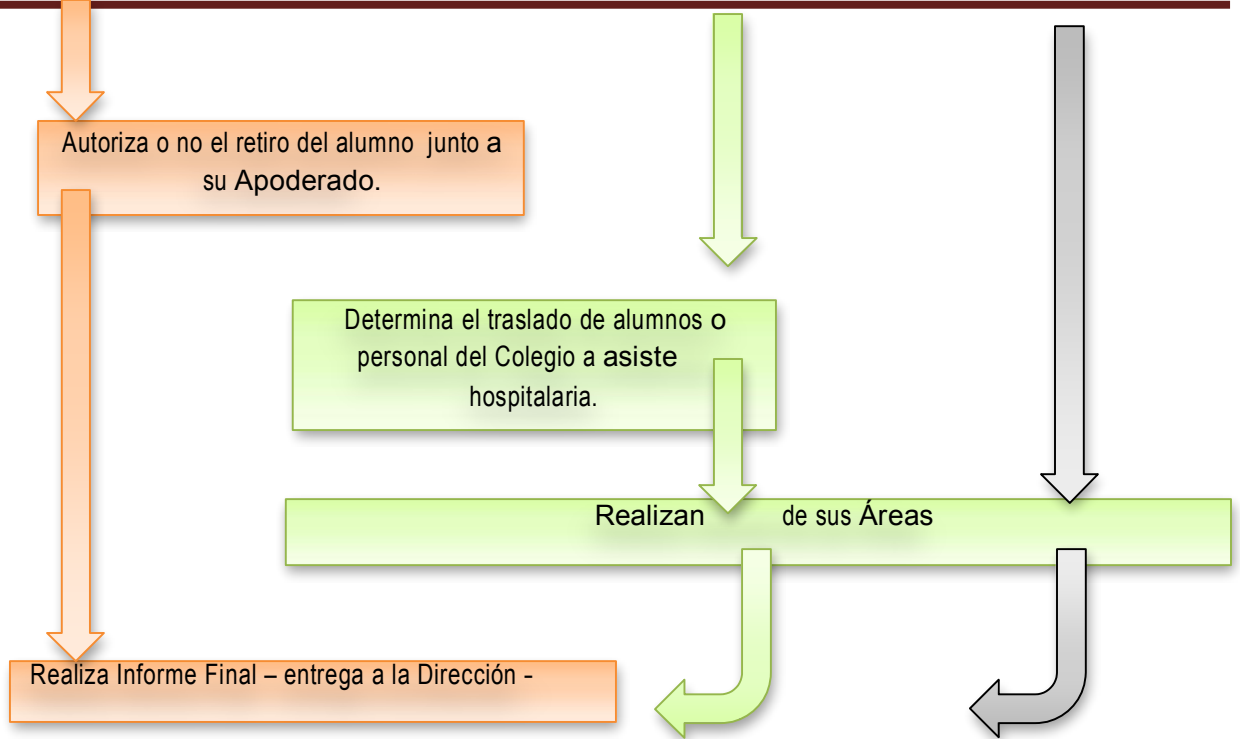 Autoriza o no el retiro del alumno junto a
su Apoderado.
Determina el traslado de alumnos o
personal del Colegio a asiste
hospitalaria.
Realizan de sus Áreas
Realiza Informe Final – entrega a la Dirección -